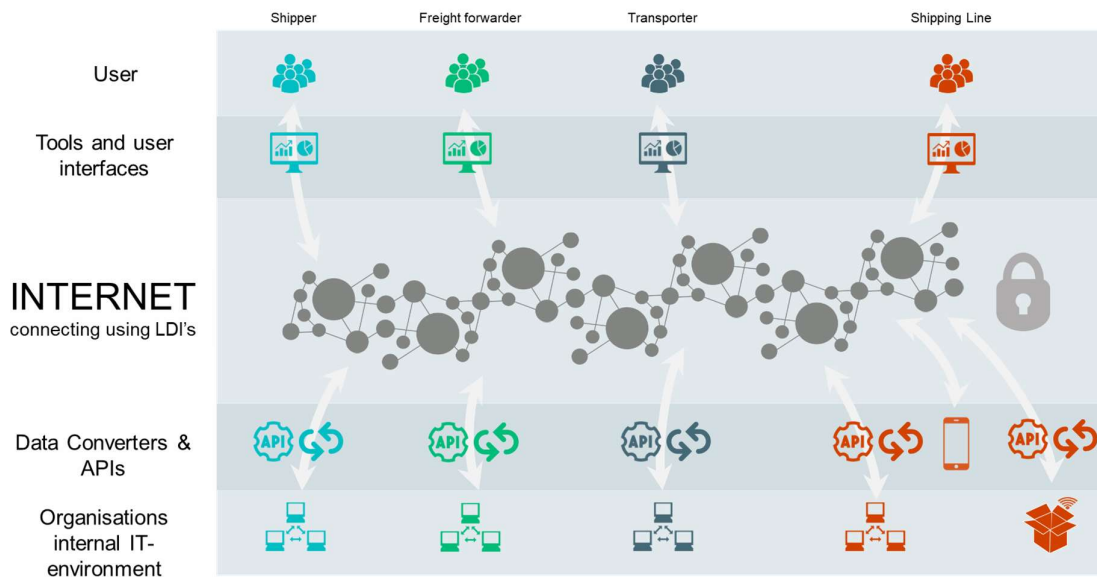 Shipper
Freight forwarder
Transporter
Shipping Line
User
Tools and user
interfaces
INTERNET
connecting using LDI's
Data Converters &
APIs
API
API
API
API
API
Organisations
internal IT-
environment